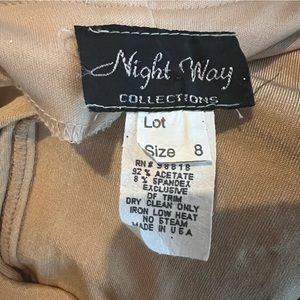 Night Way
COLLECTIONS
Lot
Size 8
RN# 98818
92% ACETATE
8% SPANDEX
EXCLUSIVE
OF TRIM
DRY CLEAN ONLY
IRON LOW HEAT
NO STEAM
MADE IN USA